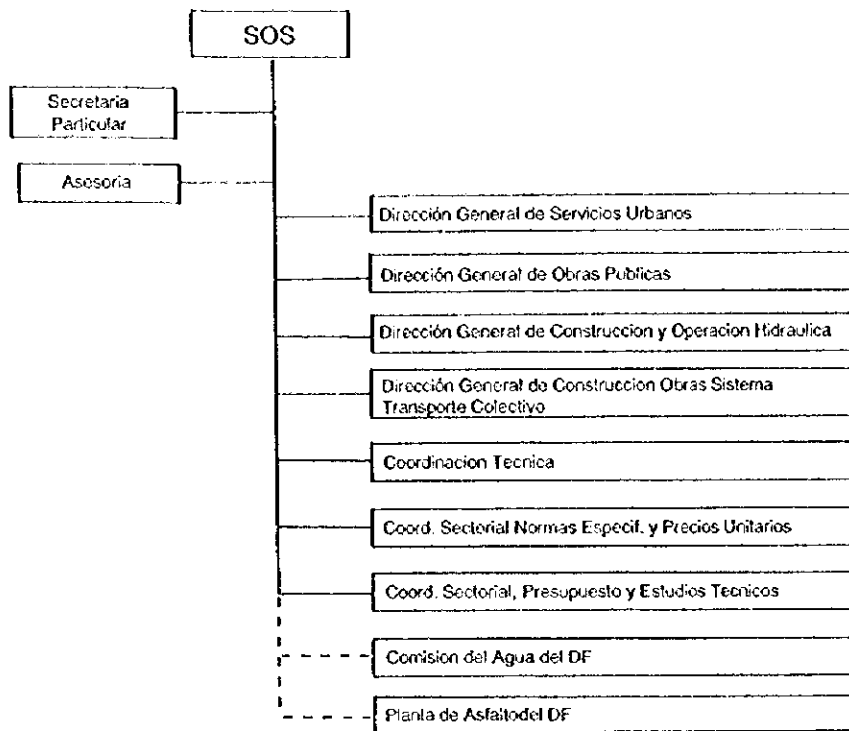 SOS
Secretaria
Particular
Asesoria
Dirección General de Servicios Urbanos
Dirección General de Obras Publicas
Dirección General de Construccion y Operacion Hidraulica
Dirección General de Construccion Obras Sistema
Transporte Colectivo
Coordinacion Tecnica
Coord. Sectorial Normas Especif. y Precios Unitarios
Coord. Sectorial, Presupuesto y Estudios Tecnicos
Comision del Agua del DF
Planta de Asfaltodel DF